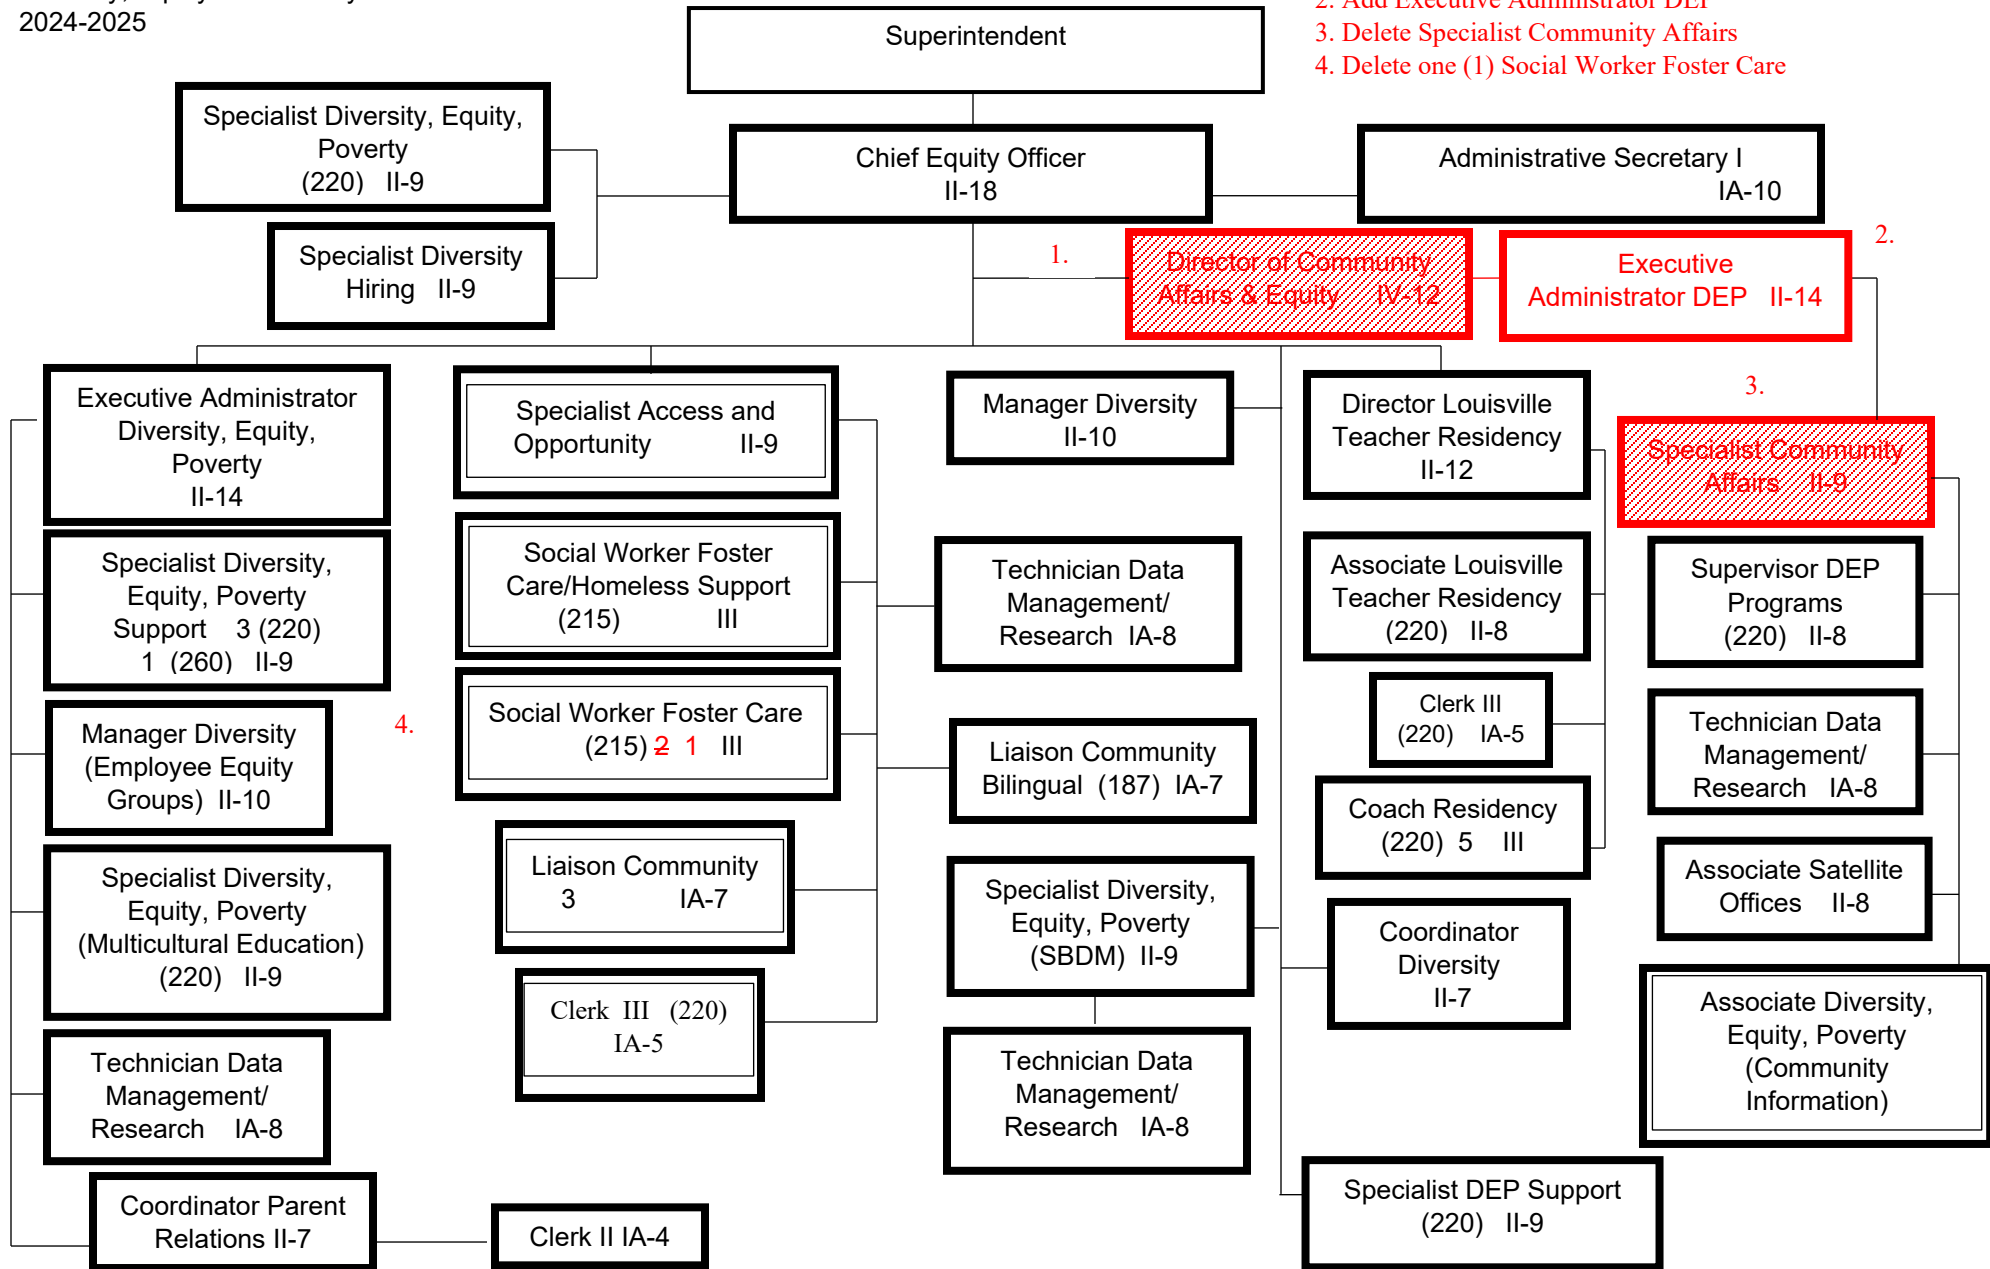 2024-2025
2. Add Executive Administrator DEP
3. Delete Specialist Community Affairs
4. Delete one (1) Social Worker Foster Care
Superintendent
Specialist Diversity, Equity,
Poverty
(220) II-9
Chief Equity Officer
II-18
Administrative Secretary I
IA-10
Specialist Diversity
Hiring II-9
1.
Director of Community
Affairs & Equity IV-12
Executive
Administrator DEP II-14
2.
Executive Administrator
Diversity, Equity,
Poverty
II-14
Specialist Access and
Opportunity II-9
Manager Diversity
II-10
Director Louisville
Teacher Residency
II-12
3.
Specialist Community
Affairs II-9
Specialist Diversity,
Equity, Poverty
Support 3 (220)
1 (260) II-9
Social Worker Foster
Care/Homeless Support
(215) III
Technician Data
Management/
Research IA-8
Associate Louisville
Teacher Residency
(220) II-8
Supervisor DEP
Programs
(220) II-8
Manager Diversity
(Employee Equity
Groups) II-10
4.
Social Worker Foster Care
(215) 2 1 III
Liaison Community
Bilingual (187) IA-7
Clerk III
(220) IA-5
Technician Data
Management/
Research IA-8
Coach Residency
(220) 5 III
Specialist Diversity,
Equity, Poverty
(Multicultural Education)
(220) II-9
Liaison Community
3 IA-7
Specialist Diversity,
Equity, Poverty
(SBDM) II-9
Coordinator
Diversity
II-7
Associate Satellite
Offices II-8
Clerk III (220)
IA-5
Associate Diversity,
Equity, Poverty
(Community
Information)
Technician Data
Management/
Research IA-8
Technician Data
Management/
Research IA-8
Coordinator Parent
Relations II-7
Clerk II IA-4
Specialist DEP Support
(220) II-9